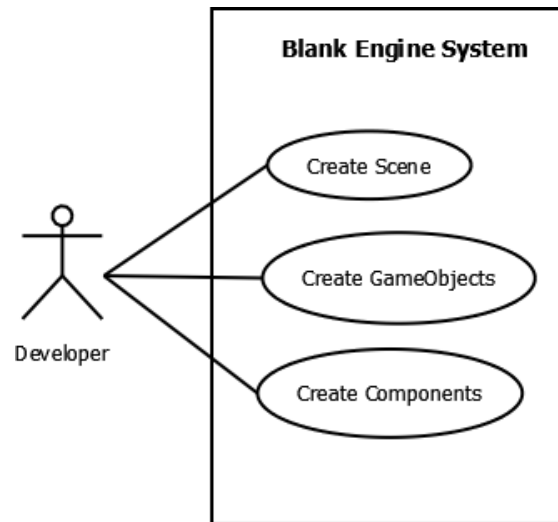 Blank Engine System
Create Scene
Create GameObjects
Developer
Create Components